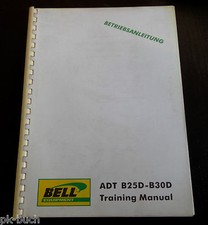 BETRIEBSANLEITUNG
BELL
EQUIPMENT
ADT B25D-B30D
Training Manual
pk-buch